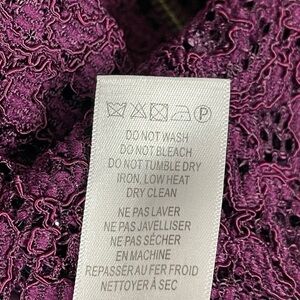 P
DO NOT WASH
DO NOT BLEACH
DO NOT TUMBLE DRY
IRON, LOW HEAT
DRY CLEAN
NE PAS LAVER
NE PAS JAVELLISER
NE PAS SÉCHER
EN MACHINE
REPASSER AU FER FROID
NETTOYER À SEC